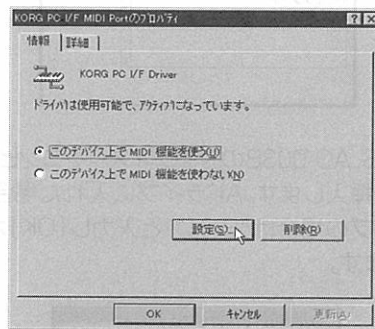 KORG PC I/F MIDI Portのプロパティ
情報 詳細
KORG PC I/F Driver
ドライバは使用可能で、アクティブになっています。
このデバイス上で MIDI 機能を使う(U)
このデバイス上で MIDI 機能を使わない(N)
設定(S)... 削除(R)
OK キャンセル 更新(A)